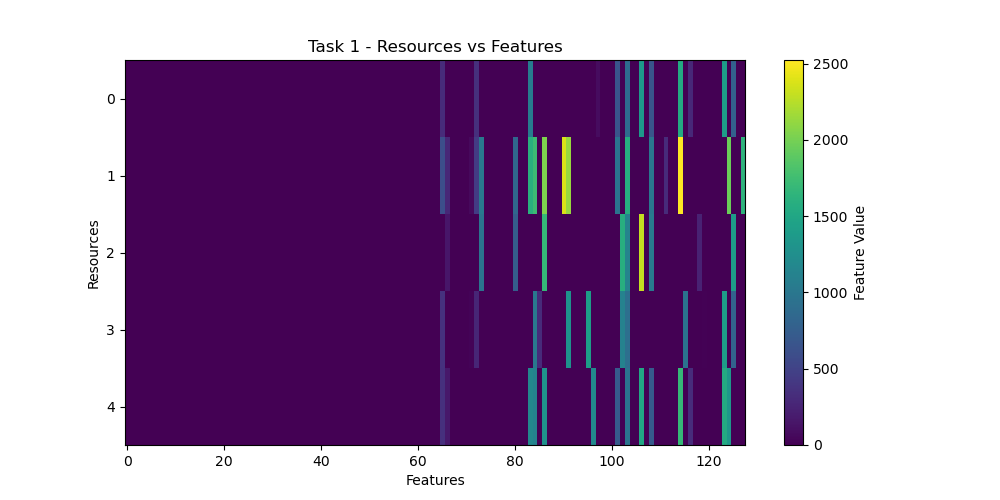 Task 1 - Resources vs Features
Resources
0
1
2
3
4
0 20 40 60 80 100 120
Features
2500
2000
1500
1000
500
0
Feature Value